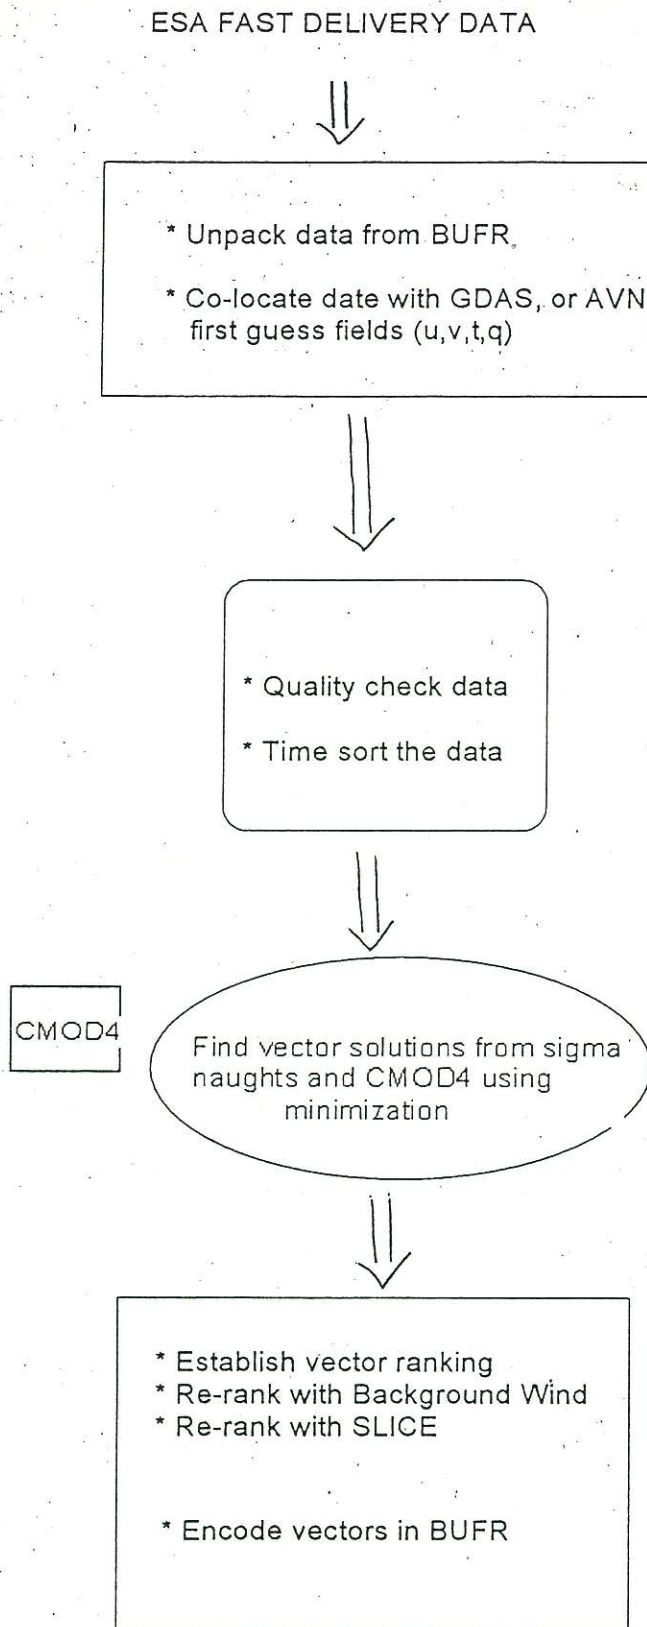 ESA FAST DELIVERY DATA
* Unpack data from BUFR,
* Co-locate date with GDAS, or AVN
first guess fields (u,v,t,q)
* Quality check data
* Time sort the data
CMOD4
Find vector solutions from sigma
naughts and CMOD4 using
minimization
* Establish vector ranking
* Re-rank with Background Wind
* Re-rank with SLICE
* Encode vectors in BUFR